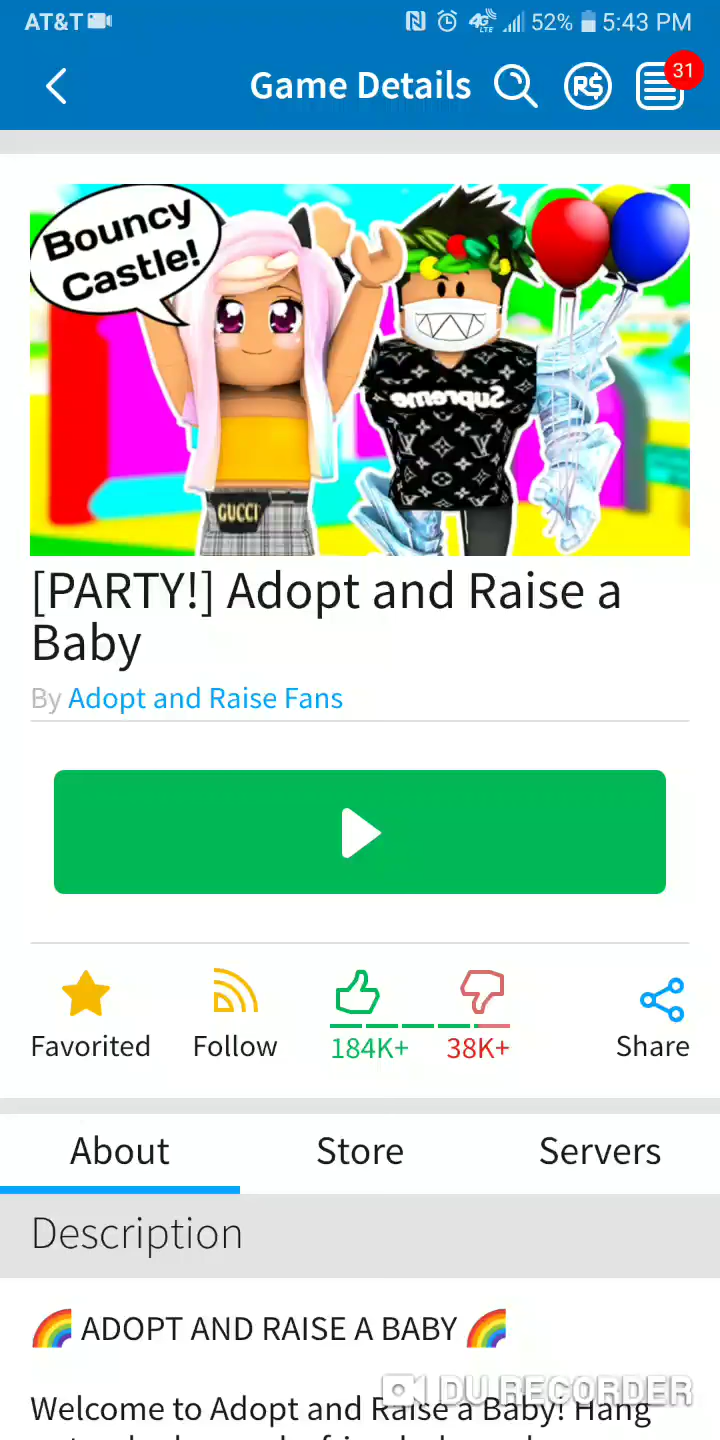 AT&T 4G LTE 52% 5:43 PM
Game Details R$ 31
Bouncy
Castle!
Supreme
GUCCI
[PARTY!] Adopt and Raise a
Baby
By Adopt and Raise Fans
Favorited Follow 184K+ 38K+ Share
About Store Servers
Description
🌈 ADOPT AND RAISE A BABY 🌈
DU RECORDER
Welcome to Adopt and Raise a Baby! Hang